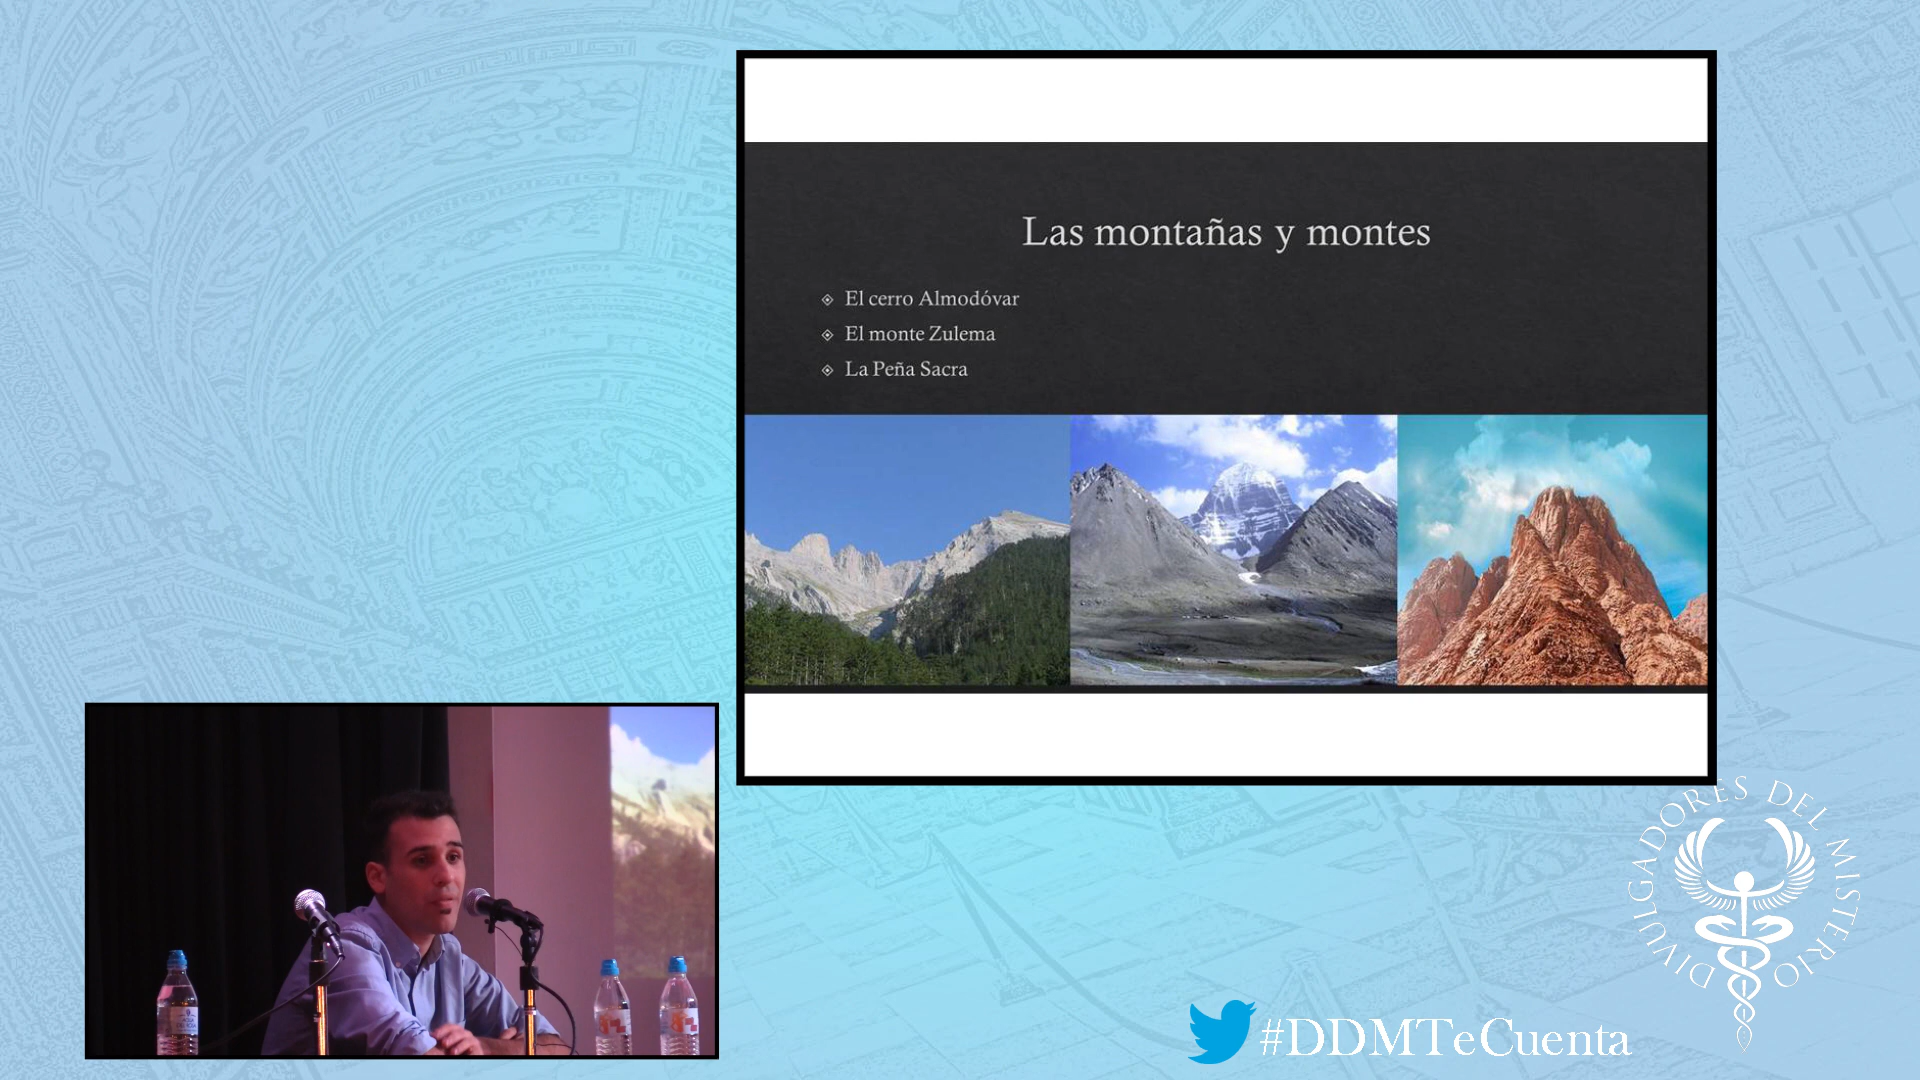 Las montañas y montes
El cerro Almodóvar
El monte Zulema
La Peña Sacra
DIVULGADORES DEL MISTERIO
#DDMTeCuenta